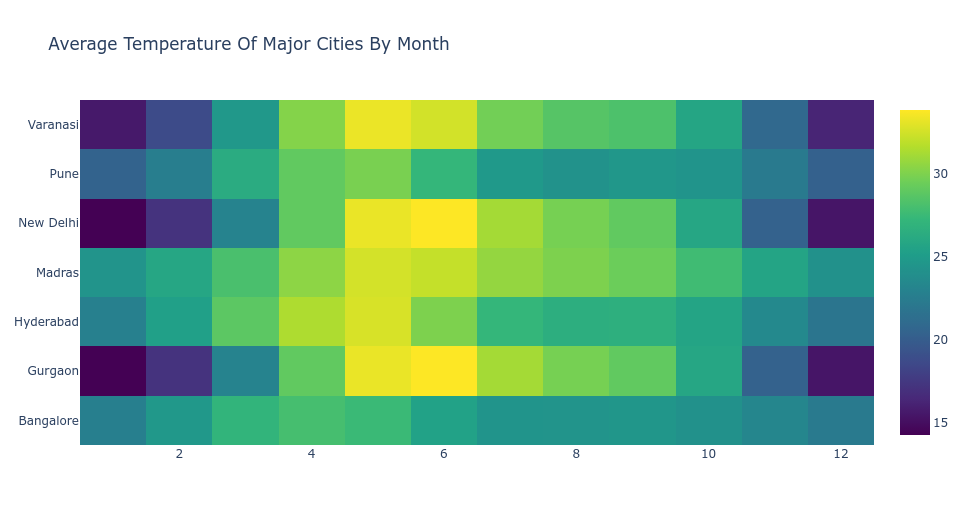 Average Temperature Of Major Cities By Month
Varanasi
Pune
New Delhi
Madras
Hyderabad
Gurgaon
Bangalore
2 4 6 8 10 12
30
25
20
15